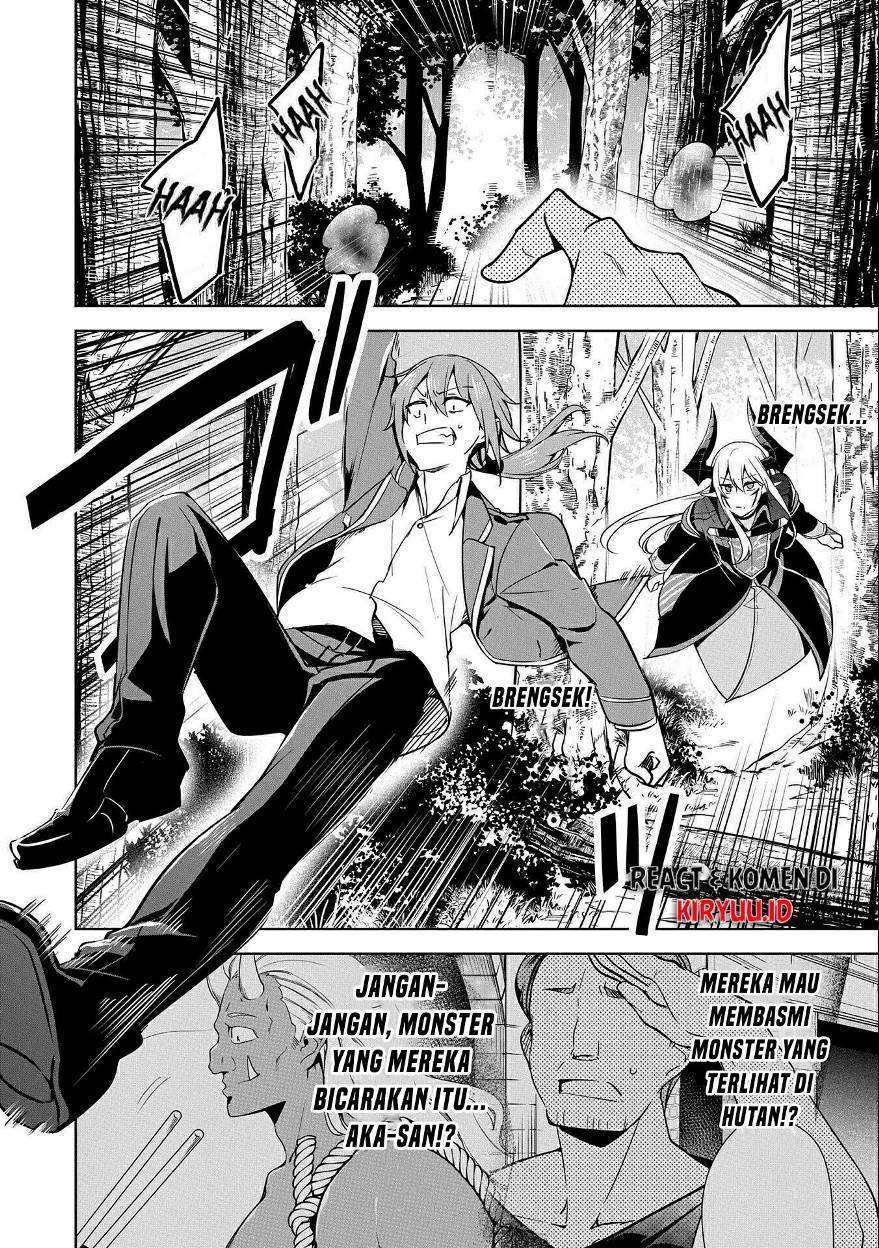 HAAH
HAAH
HAAH
HAAH
BRENGSEK...
BRENGSEK!
REACT & KOMEN DI
KIRYUU.ID
MEREKA MAU
MEMBASMI
MONSTER YANG
TERLIHAT DI
HUTAN!?
JANGAN-
JANGAN, MONSTER
YANG MEREKA
BICARAKAN ITU...
AKA-SAN!?